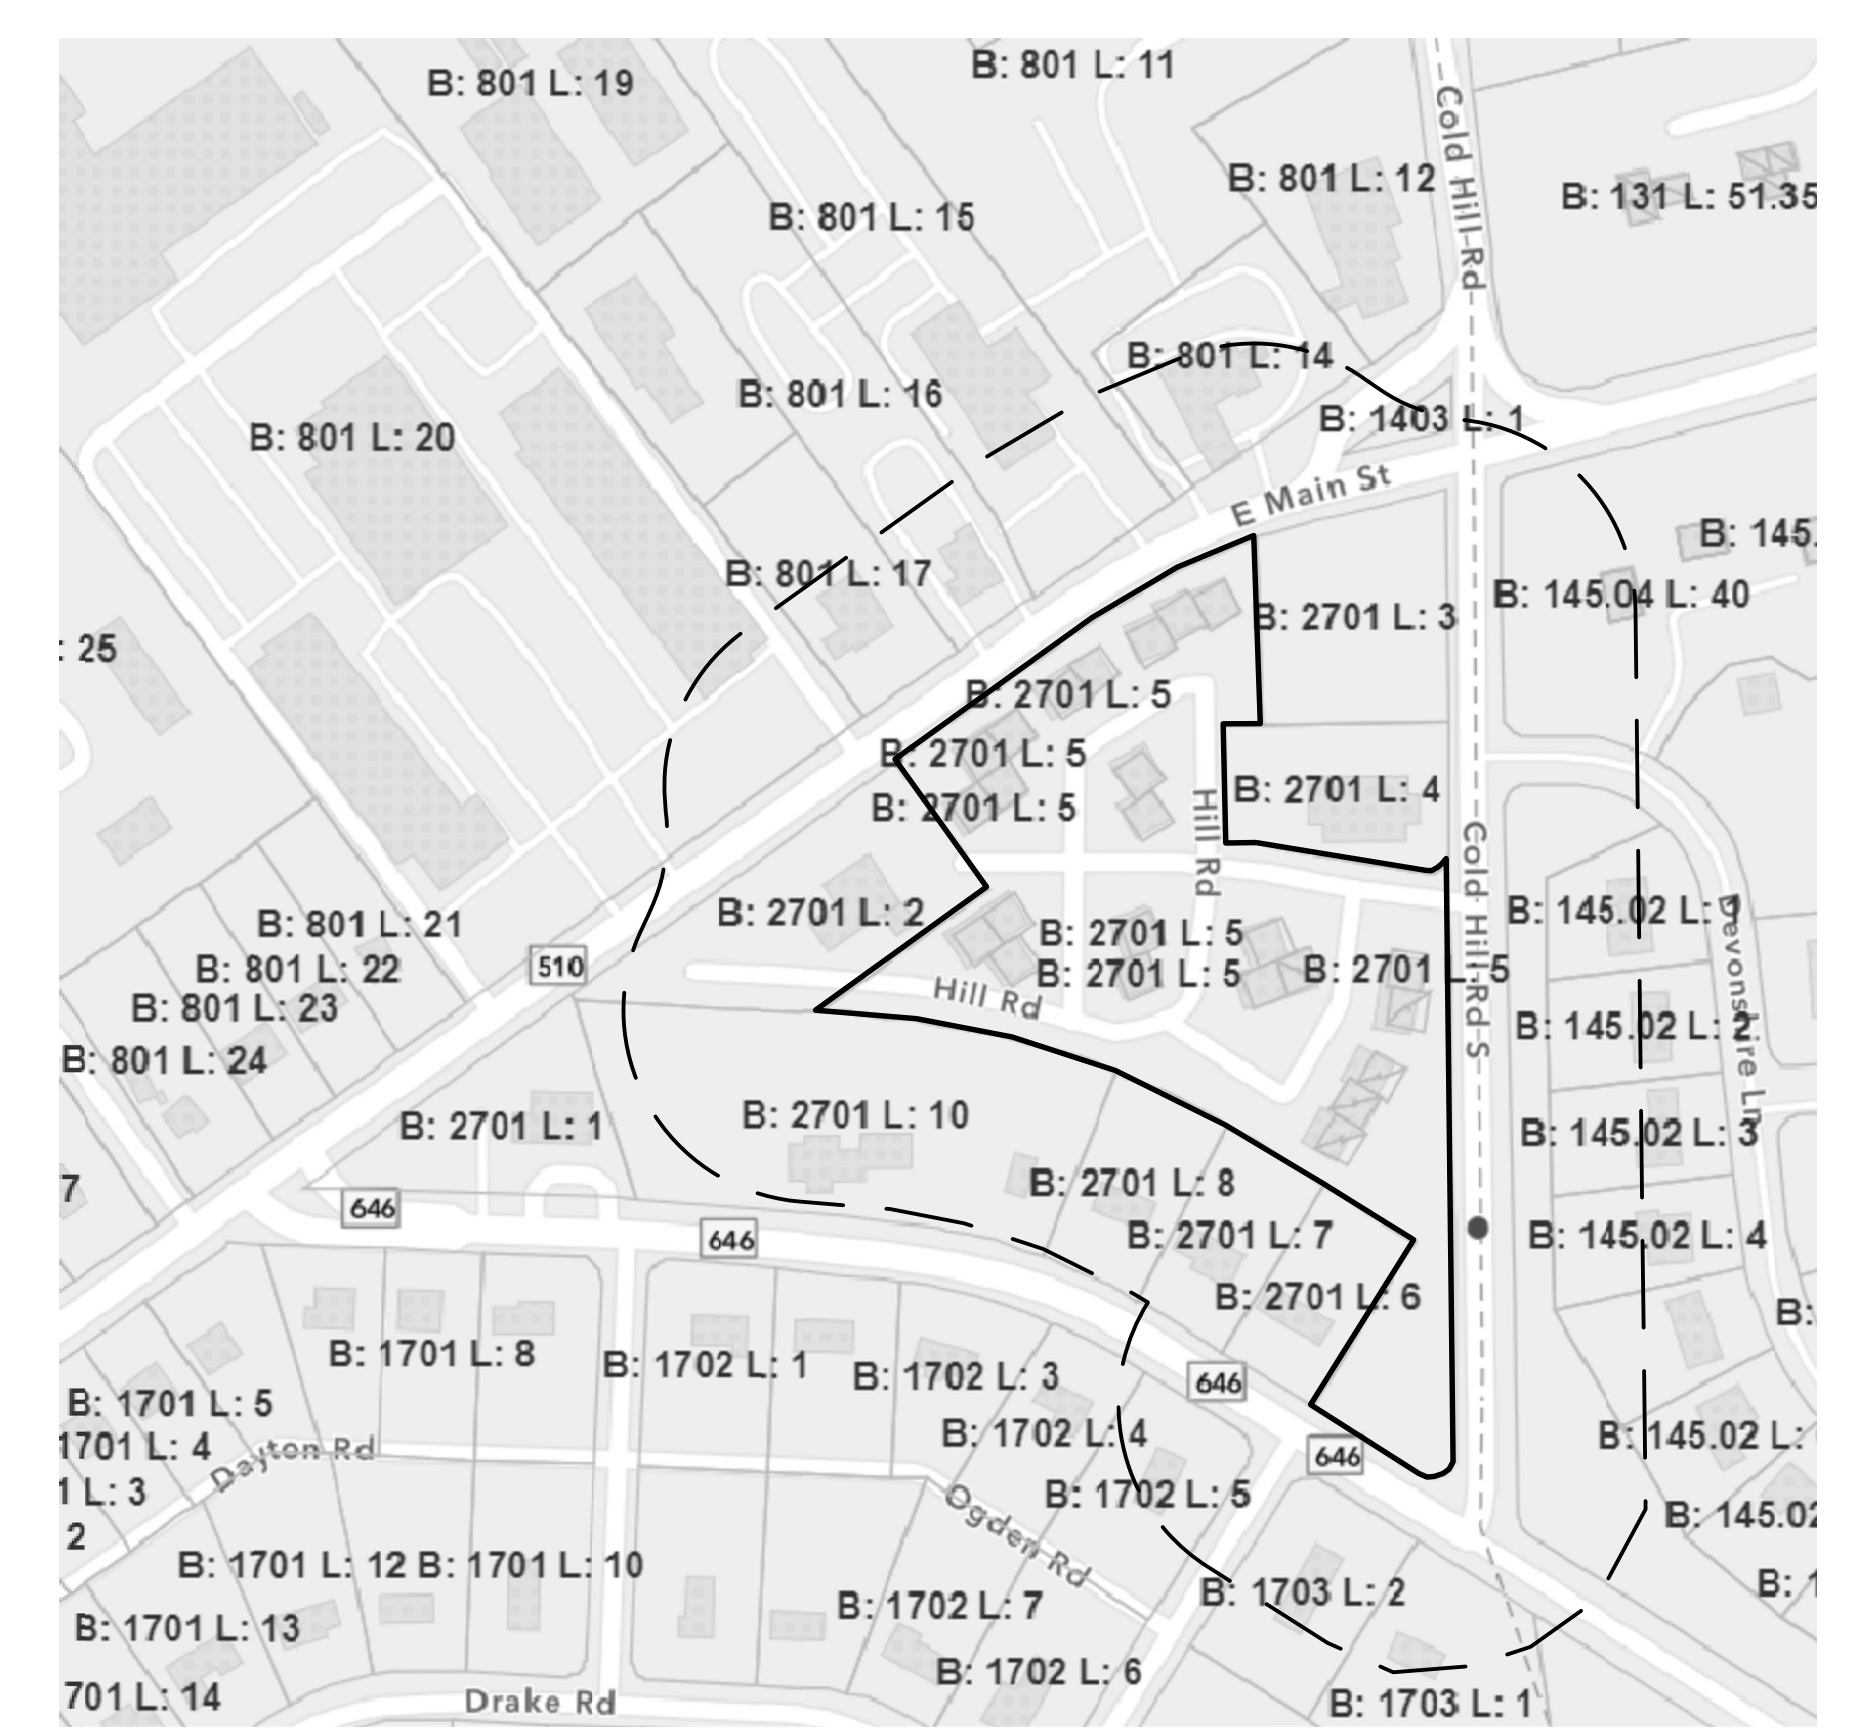 B: 801 L: 11
B: 801 L: 19
Cold Hill Rd
B: 801 L: 12
B: 131 L: 51.35
B: 801 L: 15
B: 801 L: 14
B: 801 L: 16
B: 1403 L: 1
B: 801 L: 20
E Main St
B: 145.
B: 801 L: 17
B: 145.04 L: 40
B: 2701 L: 3
: 25
B: 2701 L: 5
B: 2701 L: 5
B: 2701 L: 4
B: 2701 L: 5
Hill Rd
Cold Hill Rd S
B: 2701 L: 2
B: 145.02 L: 1
B: 801 L: 21
B: 2701 L: 5
510
B: 801 L: 22
B: 2701 L: 5
B: 2701 L: 5
Hill Rd
B: 801 L: 23
Devonshire Ln
B: 145.02 L: 2
B: 801 L: 24
B: 2701 L: 10
B: 2701 L: 1
B: 145.02 L: 3
B: 2701 L: 8
7
646
646
B: 2701 L: 7
B: 145.02 L: 4
B: 2701 L: 6
B:
B: 1701 L: 8
B: 1702 L: 1
B: 1702 L: 3
646
B: 1701 L: 5
B: 1702 L: 4
B: 145.02 L:
1701 L: 4
Dayton Rd
646
1 L: 3
B: 1702 L: 5
Ogden Rd
B: 145.02
2
B: 1701 L: 12 B: 1701 L: 10
B: 1703 L: 2
B: 1
B: 1702 L: 7
B: 1701 L: 13
B: 1702 L: 6
701 L: 14
Drake Rd
B: 1703 L: 1